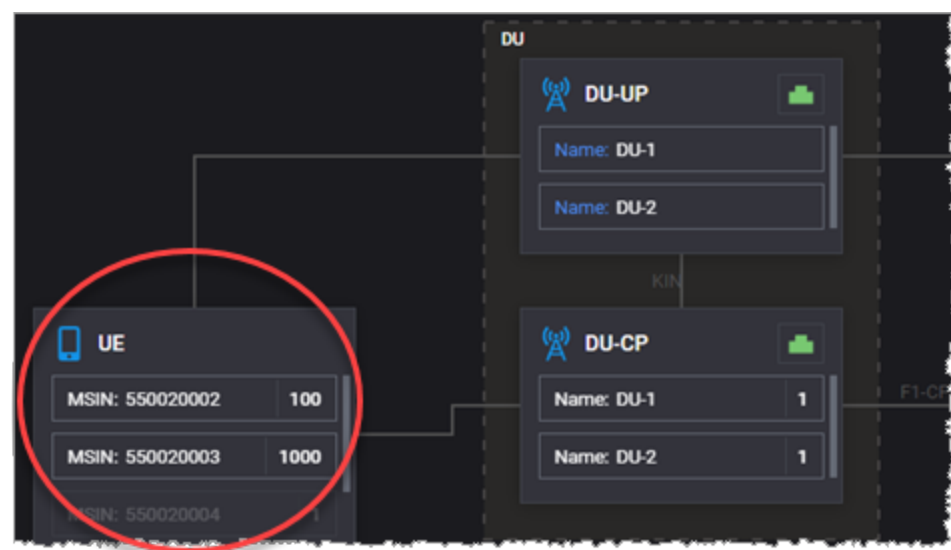 DU
DU-UP
Name: DU-1
Name: DU-2
KIN
UE
MSIN: 550020002 100
MSIN: 550020003 1000
MSIN: 550020004 1
DU-CP
Name: DU-1 1
Name: DU-2 1